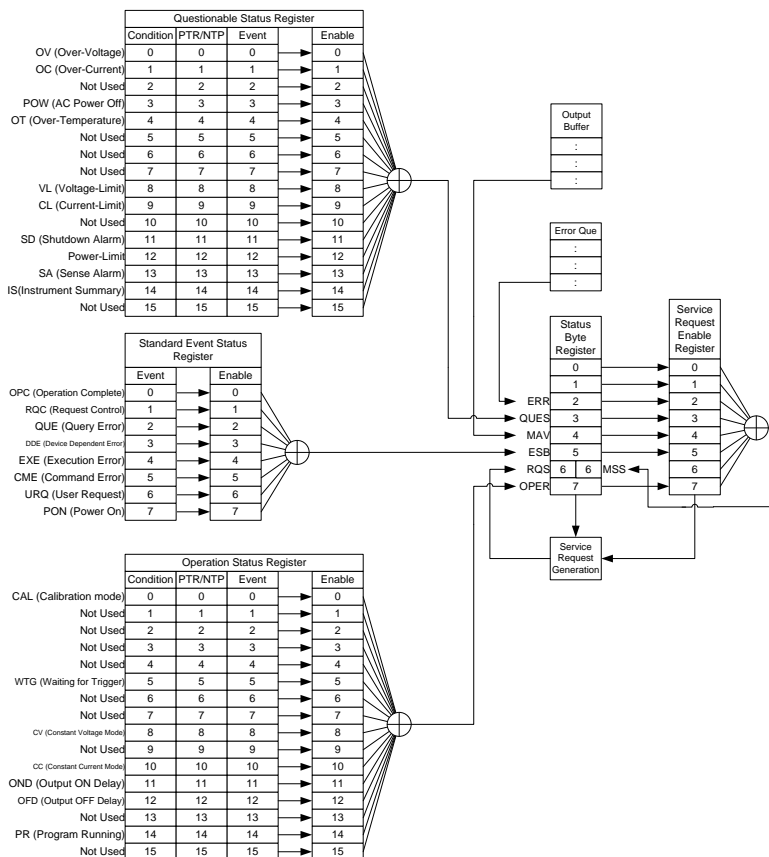 Questionable Status Register
Condition PTR/NTP Event Enable
OV (Over-Voltage) 0 0 0 0
OC (Over-Current) 1 1 1 1
Not Used 2 2 2 2
POW (AC Power Off) 3 3 3 3
OT (Over-Temperature) 4 4 4 4
Not Used 5 5 5 5
Not Used 6 6 6 6
Not Used 7 7 7 7
VL (Voltage-Limit) 8 8 8 8
CL (Current-Limit) 9 9 9 9
Not Used 10 10 10 10
SD (Shutdown Alarm) 11 11 11 11
Power-Limit 12 12 12 12
SA (Sense Alarm) 13 13 13 13
IS(Instrument Summary) 14 14 14 14
Not Used 15 15 15 15
Output
Buffer
:
:
:
Error Que
:
:
:
Standard Event Status
Register
Event Enable
OPC (Operation Complete) 0 0
RQC (Request Control) 1 1
QUE (Query Error) 2 2
DDE (Device Dependent Error) 3 3
EXE (Execution Error) 4 4
CME (Command Error) 5 5
URQ (User Request) 6 6
PON (Power On) 7 7
Status
Byte
Register
Service
Request
Enable
Register
0 0
1 1
ERR 2 2
QUES 3 3
MAV 4 4
ESB 5 5
RQS 6 6 MSS 6
OPER 7 7
Service
Request
Generation
Operation Status Register
Condition PTR/NTP Event Enable
CAL (Calibration mode) 0 0 0 0
Not Used 1 1 1 1
Not Used 2 2 2 2
Not Used 3 3 3 3
Not Used 4 4 4 4
WTG (Waiting for Trigger) 5 5 5 5
Not Used 6 6 6 6
Not Used 7 7 7 7
CV (Constant Voltage Mode) 8 8 8 8
Not Used 9 9 9 9
CC (Constant Current Mode) 10 10 10 10
OND (Output ON Delay) 11 11 11 11
OFD (Output OFF Delay) 12 12 12 12
Not Used 13 13 13 13
PR (Program Running) 14 14 14 14
Not Used 15 15 15 15